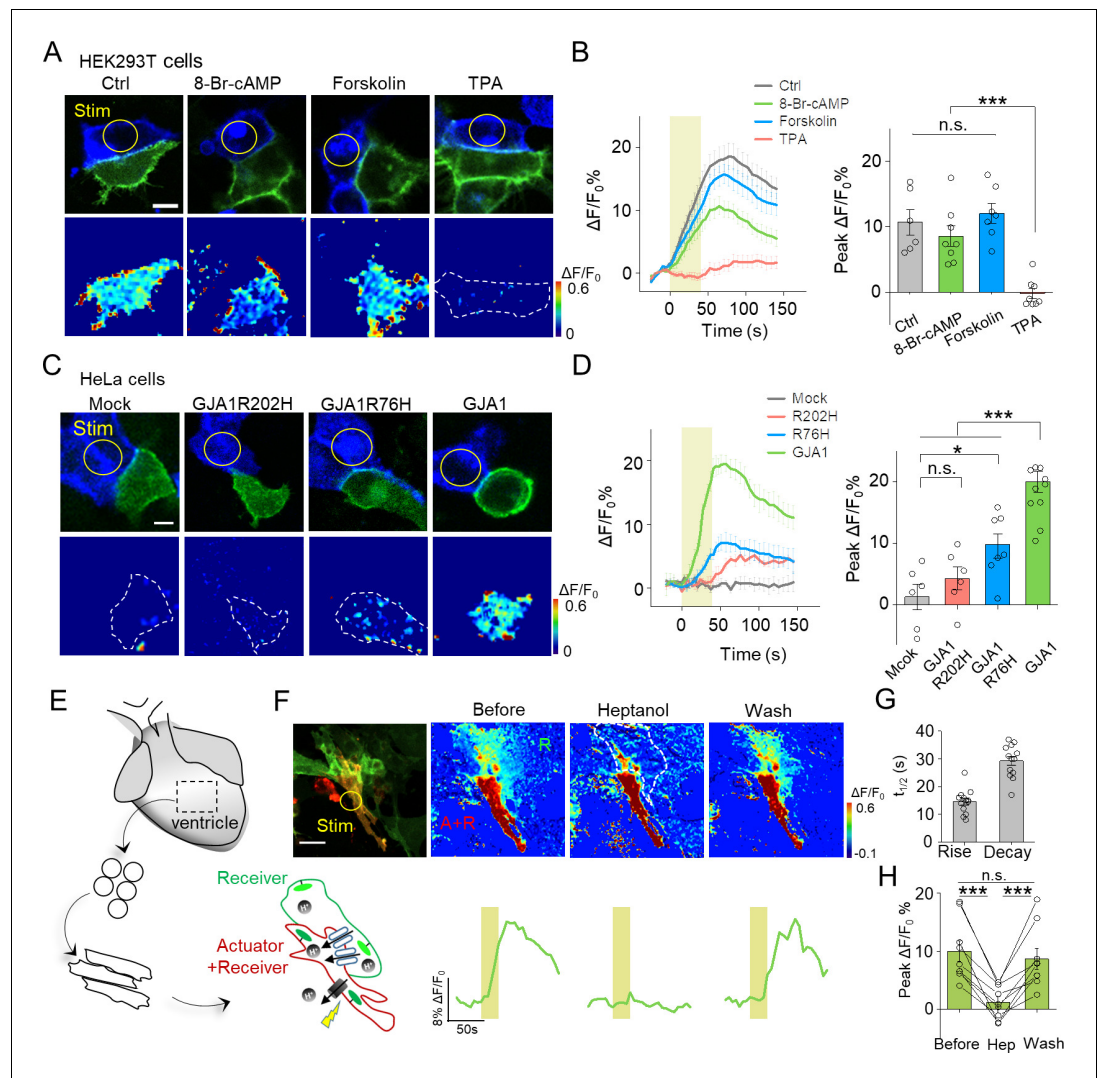 A
HEK293T cells
Ctrl
8-Br-cAMP
Forskolin
TPA
Stim
ΔF/F0
0.6
0
B
Ctrl
8-Br-cAMP
Forskolin
TPA
ΔF/F0%
20
10
0
0
50
100
150
Time (s)
***
n.s.
Peak ΔF/F0%
20
10
0
Ctrl
8-Br-cAMP
Forskolin
TPA
C
HeLa cells
Mock
GJA1R202H
GJA1R76H
GJA1
Stim
ΔF/F0
0.6
0
D
Mock
R202H
R76H
GJA1
ΔF/F0%
20
10
0
0
50
100
150
Time (s)
***
*
n.s.
Peak ΔF/F0%
20
10
0
Mcok
GJA1
R202H
GJA1
R76H
GJA1
E
ventricle
Receiver
Actuator
+Receiver
H+
H+
H+
H+
F
Before
Heptanol
Wash
Stim
R
A+R
ΔF/F0
0.6
-0.1
8% ΔF/F0
50s
G
t1/2 (s)
40
30
20
10
0
Rise
Decay
H
n.s.
***
***
Peak ΔF/F0 %
20
10
0
Before
Hep
Wash